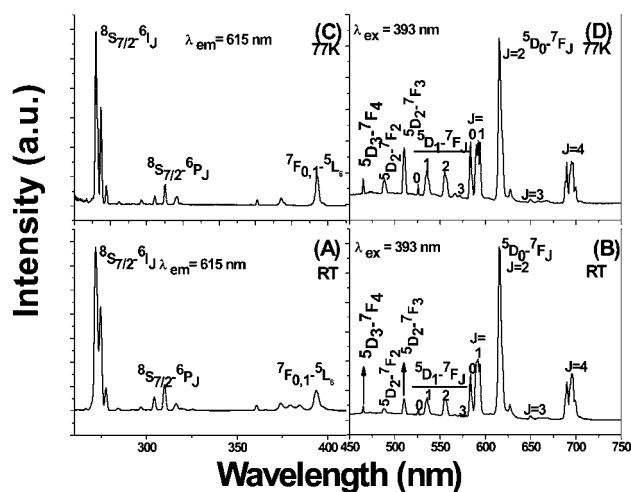 Intensity (a.u.)
8S7/2-6IJ
λ em= 615 nm
(C)
77K
8S7/2-6PJ
7F0,1-5L6
λ ex = 393 nm
(D)
77K
5D0-7FJ
J=2
5D3-7F4
5D2-7F2
5D2-7F3
5D1-7FJ
0 1 2 3
J=
0 1
J=3
J=4
8S7/2-6IJ
λ em= 615 nm
(A)
RT
8S7/2-6PJ
7F0,1-5L6
λ ex = 393 nm
(B)
RT
5D0-7FJ
J=2
5D3-7F4
5D2-7F2
5D2-7F3
5D1-7FJ
0 1 2 3
J=
0 1
J=3
J=4
300 350 400
450 500 550 600 650 700 750
Wavelength (nm)